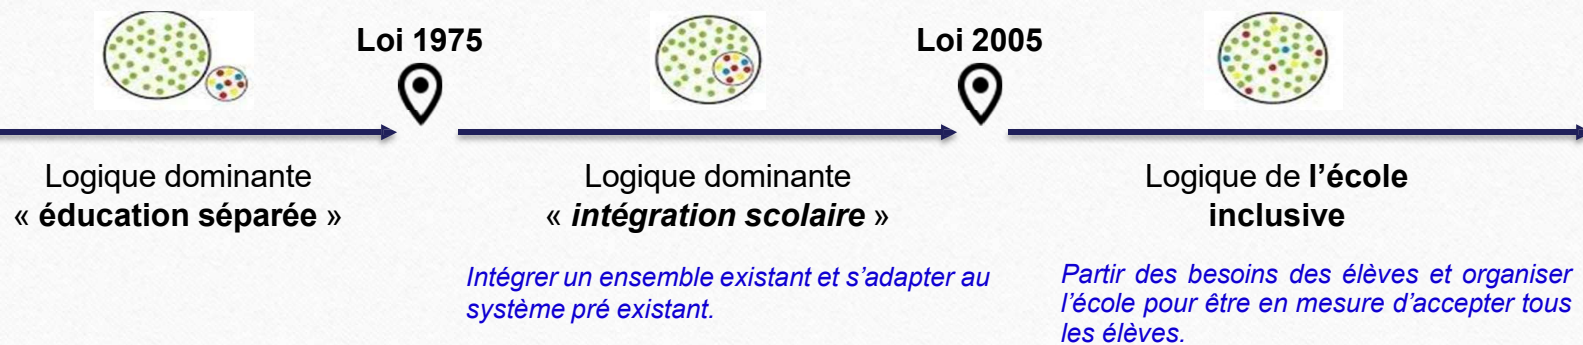 Loi 1975
Loi 2005
Logique dominante
« éducation séparée »
Logique dominante
« intégration scolaire »
Intégrer un ensemble existant et s’adapter au
système pré existant.
Logique de l’école
inclusive
Partir des besoins des élèves et organiser
l’école pour être en mesure d’accepter tous
les élèves.